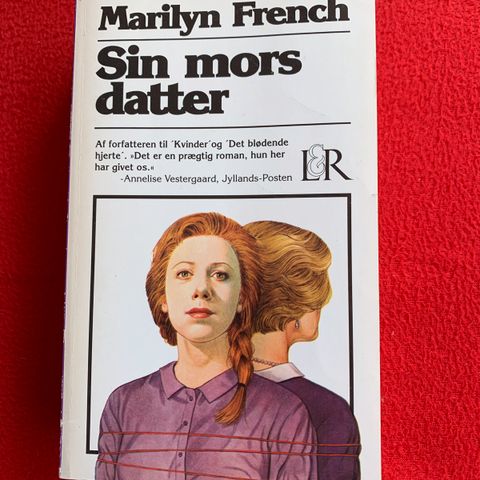 Marilyn French
Sin mors
datter
Af forfatteren til ´Kvinder´og ´Det blødende
hjerte´. »Det er en prægtig roman, hun her
har givet os.«
-Annelise Vestergaard, Jyllands-Posten
L&R